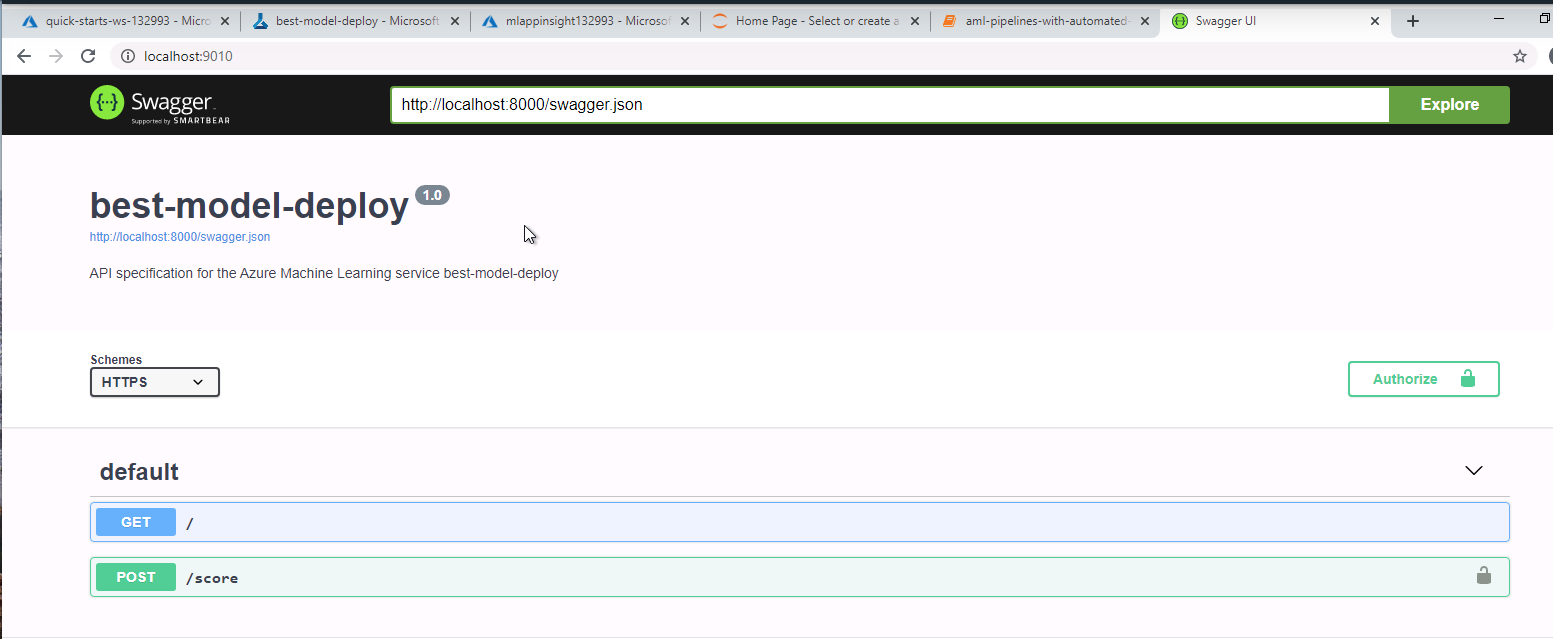 quick-starts-ws-132993 - Micro
best-model-deploy - Microsoft
mlappinsight132993 - Microsof
Home Page - Select or create a
aml-pipelines-with-automated-
Swagger UI
localhost:9010
Swagger
Supported by SMARTBEAR
http://localhost:8000/swagger.json
Explore
best-model-deploy 1.0
http://localhost:8000/swagger.json
API specification for the Azure Machine Learning service best-model-deploy
Schemes
HTTPS
Authorize
default
GET /
POST /score